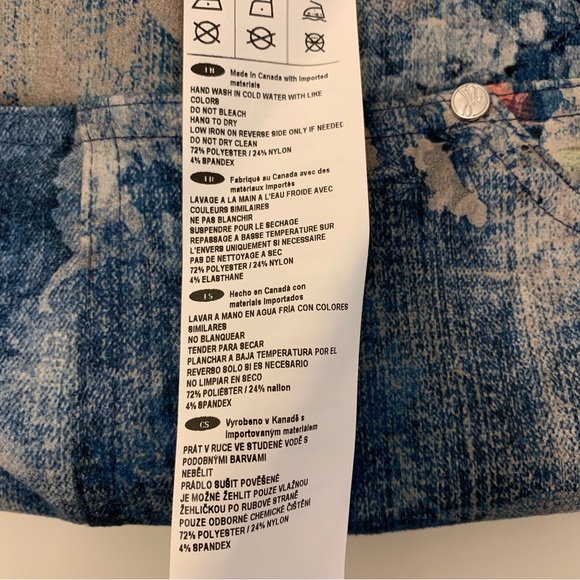 EN Made in Canada with Imported
materials
HAND WASH IN COLD WATER WITH LIKE
COLORS
DO NOT BLEACH
HANG TO DRY
LOW IRON ON REVERSE SIDE ONLY IF NEEDED
DO NOT DRY CLEAN
72% POLYESTER / 24% NYLON
4% SPANDEX
FR Fabriqué au Canada avec des
matériaux importés
LAVAGE A LA MAIN A L'EAU FROIDE AVEC
COULEURS SIMILAIRES
NE PAS BLANCHIR
SUSPENDRE POUR LE SECHAGE
REPASSAGE A BASSE TEMPERATURE SUR
L'ENVERS UNIQUEMENT SI NECESSAIRE
PAS DE NETTOYAGE A SEC
72% POLYESTER / 24% NYLON
4% ELASTHANE
ES Hecho en Canadá con
materiales importados
LAVAR A MANO EN AGUA FRÍA CON COLORES
SIMILARES
NO BLANQUEAR
TENDER PARA SECAR
PLANCHAR A BAJA TEMPERATURA POR EL
REVERSO SOLO SI ES NECESARIO
NO LIMPIAR EN SECO
72% POLIÉSTER / 24% nailon
4% SPANDEX
CS Vyrobeno v Kanadě s
importovaným materiálem
PRÁT V RUCE VE STUDENÉ VODĚ S
PODOBNÝMI BARVAMI
NEBĚLIT
PRÁDLO SUŠIT POVĚŠENÉ
JE MOŽNÉ ŽEHLIT POUZE VLAŽNOU
ŽEHLIČKOU PO RUBOVÉ STRANĚ
POUZE ODBORNÉ CHEMICKÉ ČIŠTĚNÍ
72% POLYESTER / 24% NYLON
4% SPANDEX